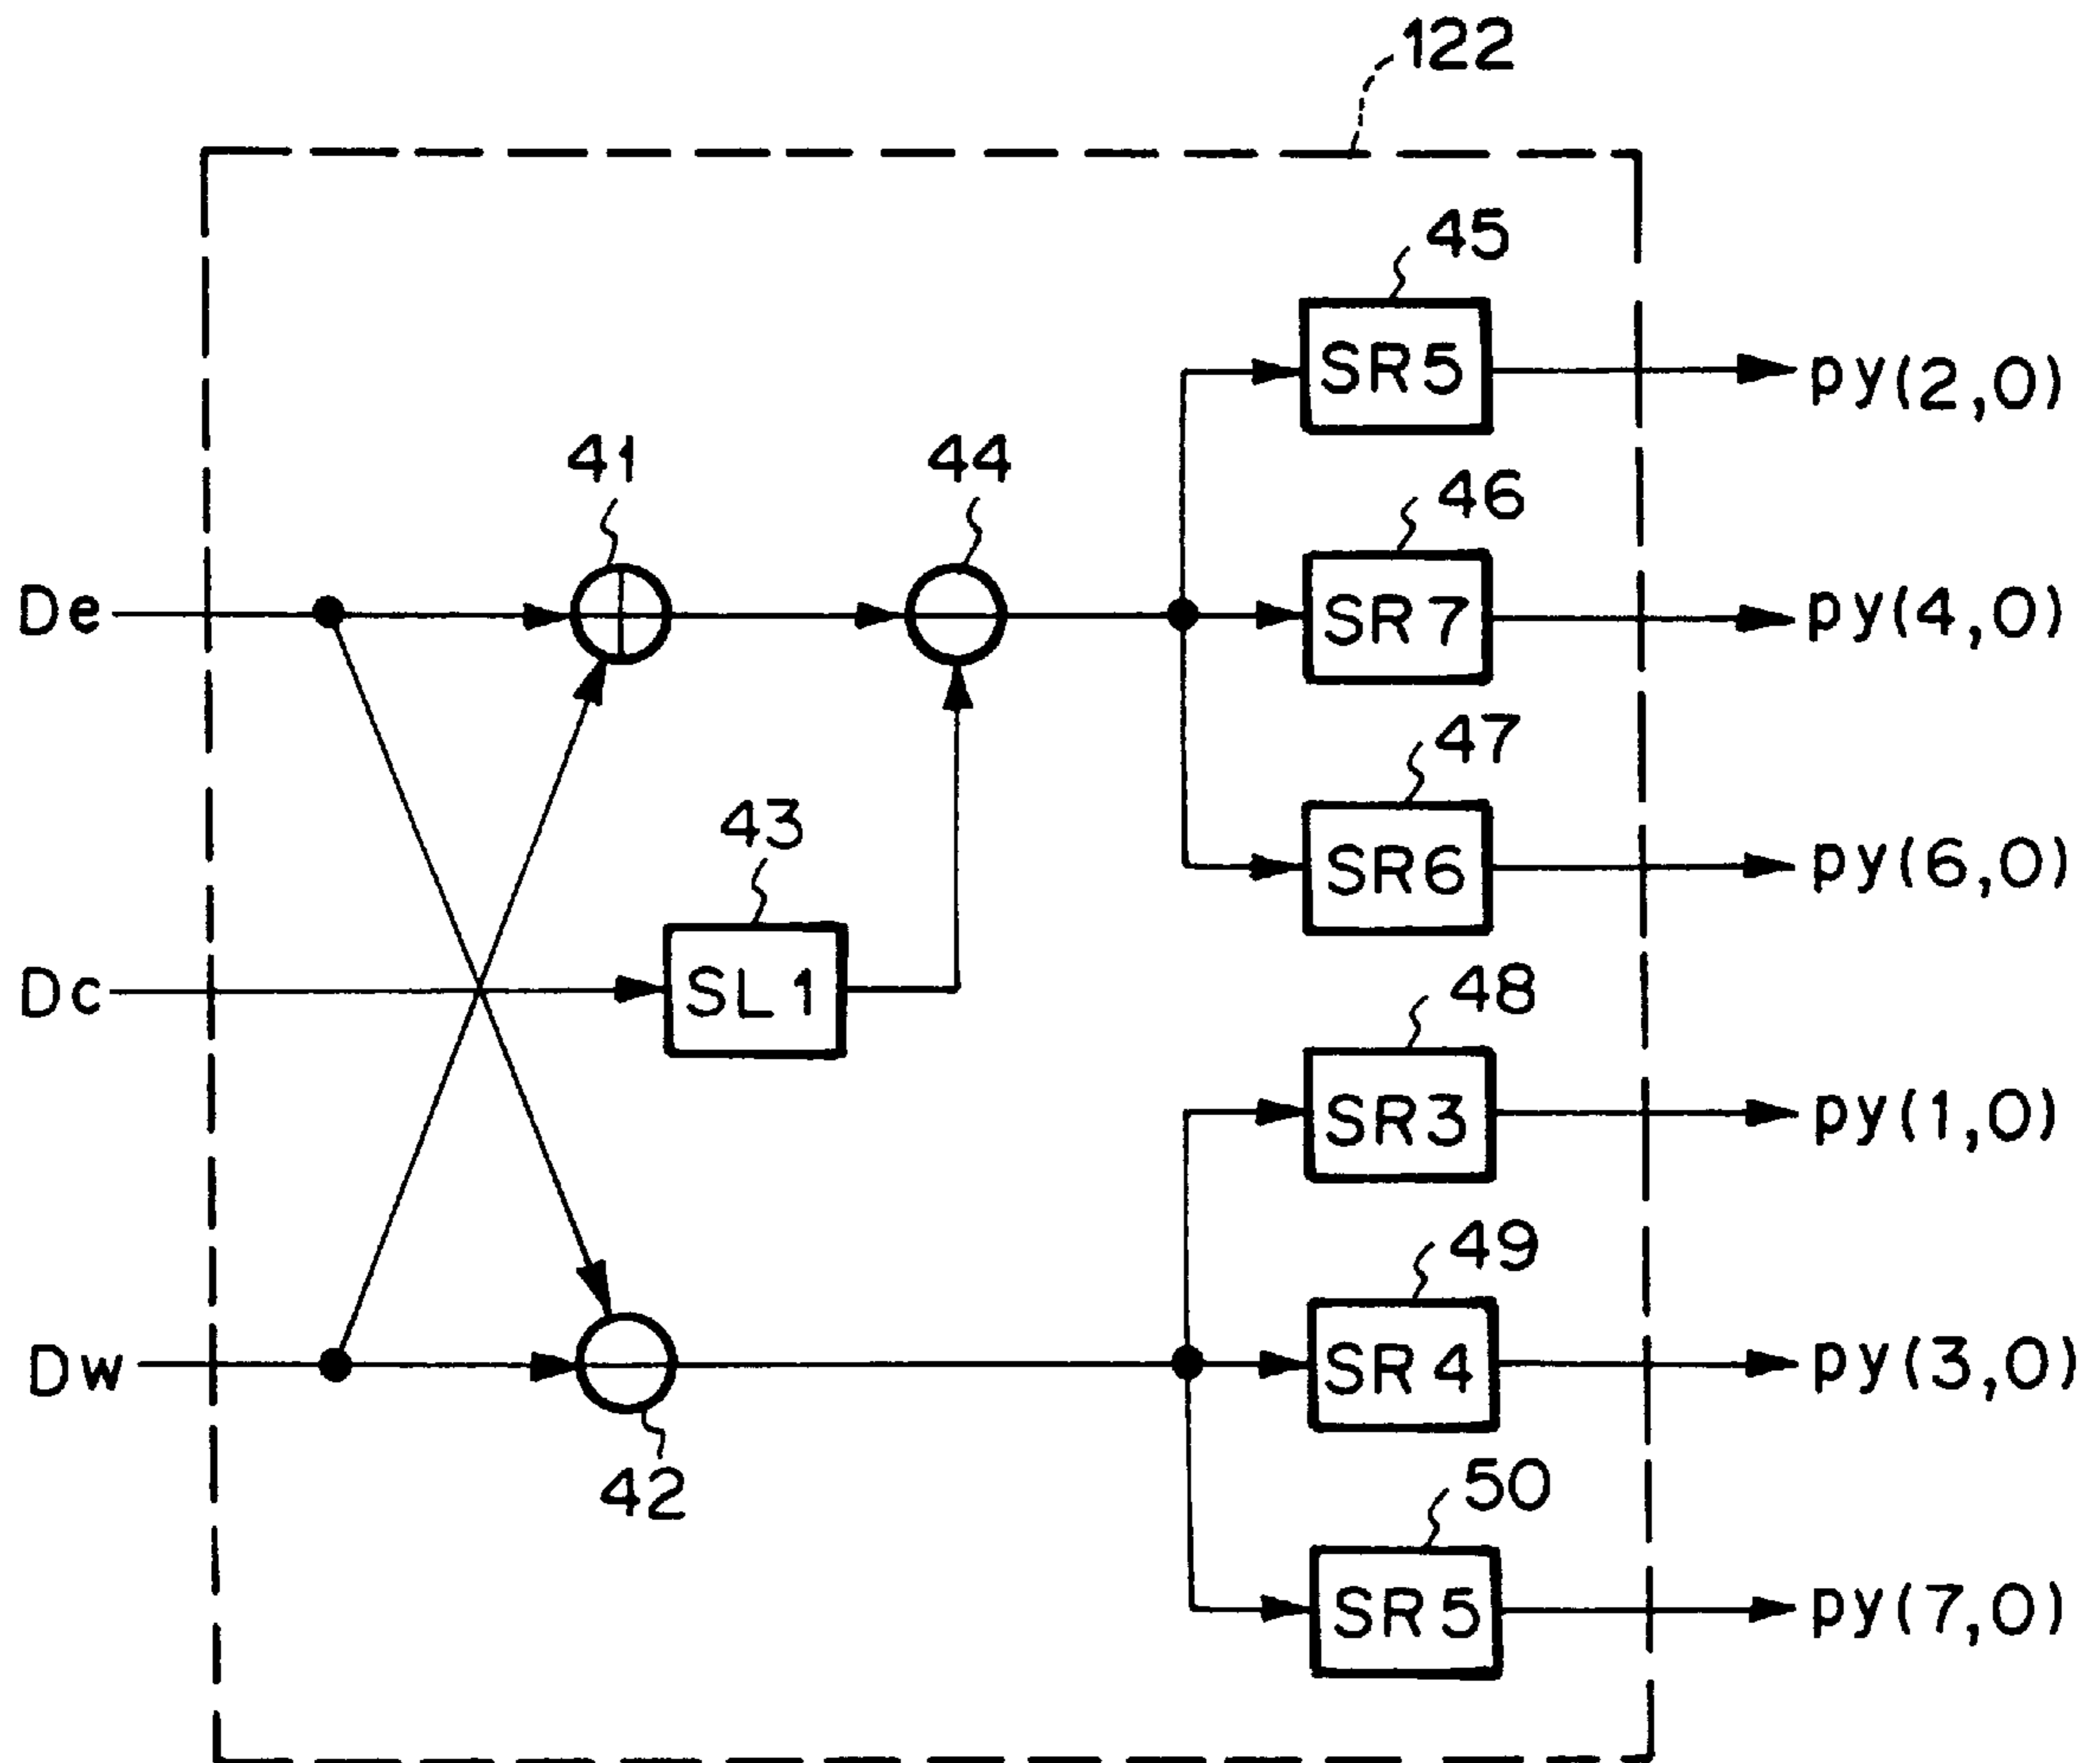 122
45
SR5
py(2,0)
41
44
46
De
SR7
py(4,0)
47
43
SR6
py(6,0)
Dc
SL1
48
SR3
py(1,0)
49
Dw
SR4
py(3,0)
42
50
SR5
py(7,0)